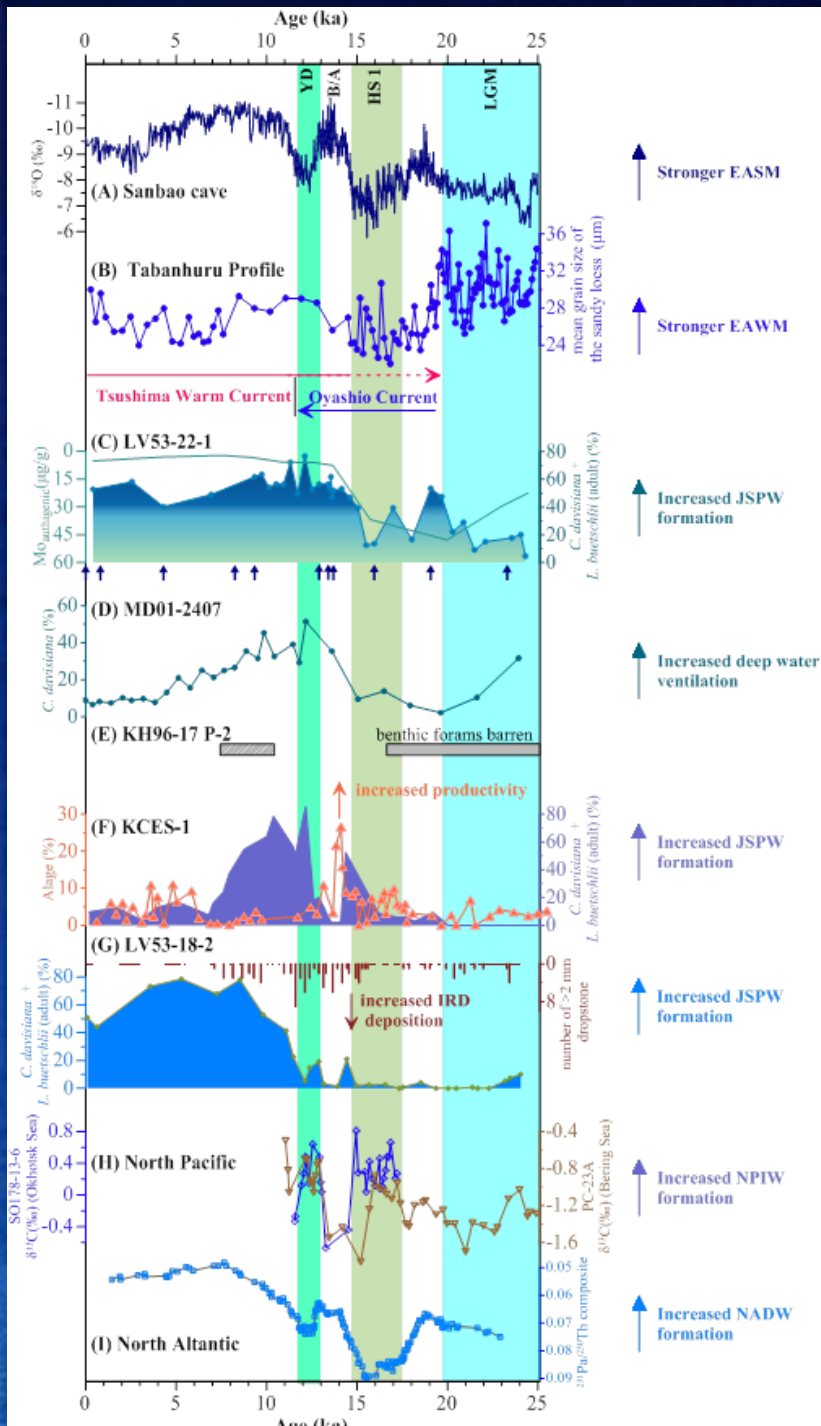 Age (ka)
0 5 10 15 20 25
YD
B/A
HS 1
LGM
-11
-10
-9
-8
-7
-6
δ¹⁸O (‰)
(A) Sanbao cave
Stronger EASM
36
32
28
24
mean grain size of
the sandy loess (μm)
(B) Tabanhuru Profile
Stronger EAWM
Tsushima Warm Current
Oyashio Current
(C) LV53-22-1
0
15
30
45
60
Mo authigenic (μg/g)
80
60
40
20
0
C. davisiana +
L. buetschlii (adult) (%)
Increased JSPW
formation
(D) MD01-2407
60
40
20
0
C. davisiana (%)
Increased deep water
ventilation
(E) KH96-17 P-2
benthic forams barren
increased productivity
(F) KCES-1
30
20
10
0
Alage (%)
80
60
40
20
0
C. davisiana +
L. buetschlii (adult) (%)
Increased JSPW
formation
(G) LV53-18-2
80
60
40
20
0
C. davisiana +
L. buetschlii (adult) (%)
increased IRD
deposition
0
8
number of >2 mm
dropstone
Increased JSPW
formation
(H) North Pacific
0.8
0.4
0
-0.4
SO178-13-6
δ¹³C(‰) (Okhotsk Sea)
-0.4
-0.8
-1.2
-1.6
PC-23A
δ¹³C(‰) (Bering Sea)
Increased NPIW
formation
(I) North Altantic
0.05
0.06
0.07
0.08
0.09
²³¹Pa/²³⁰Th composite
Increased NADW
formation
0 5 10 15 20 25
Age (ka)